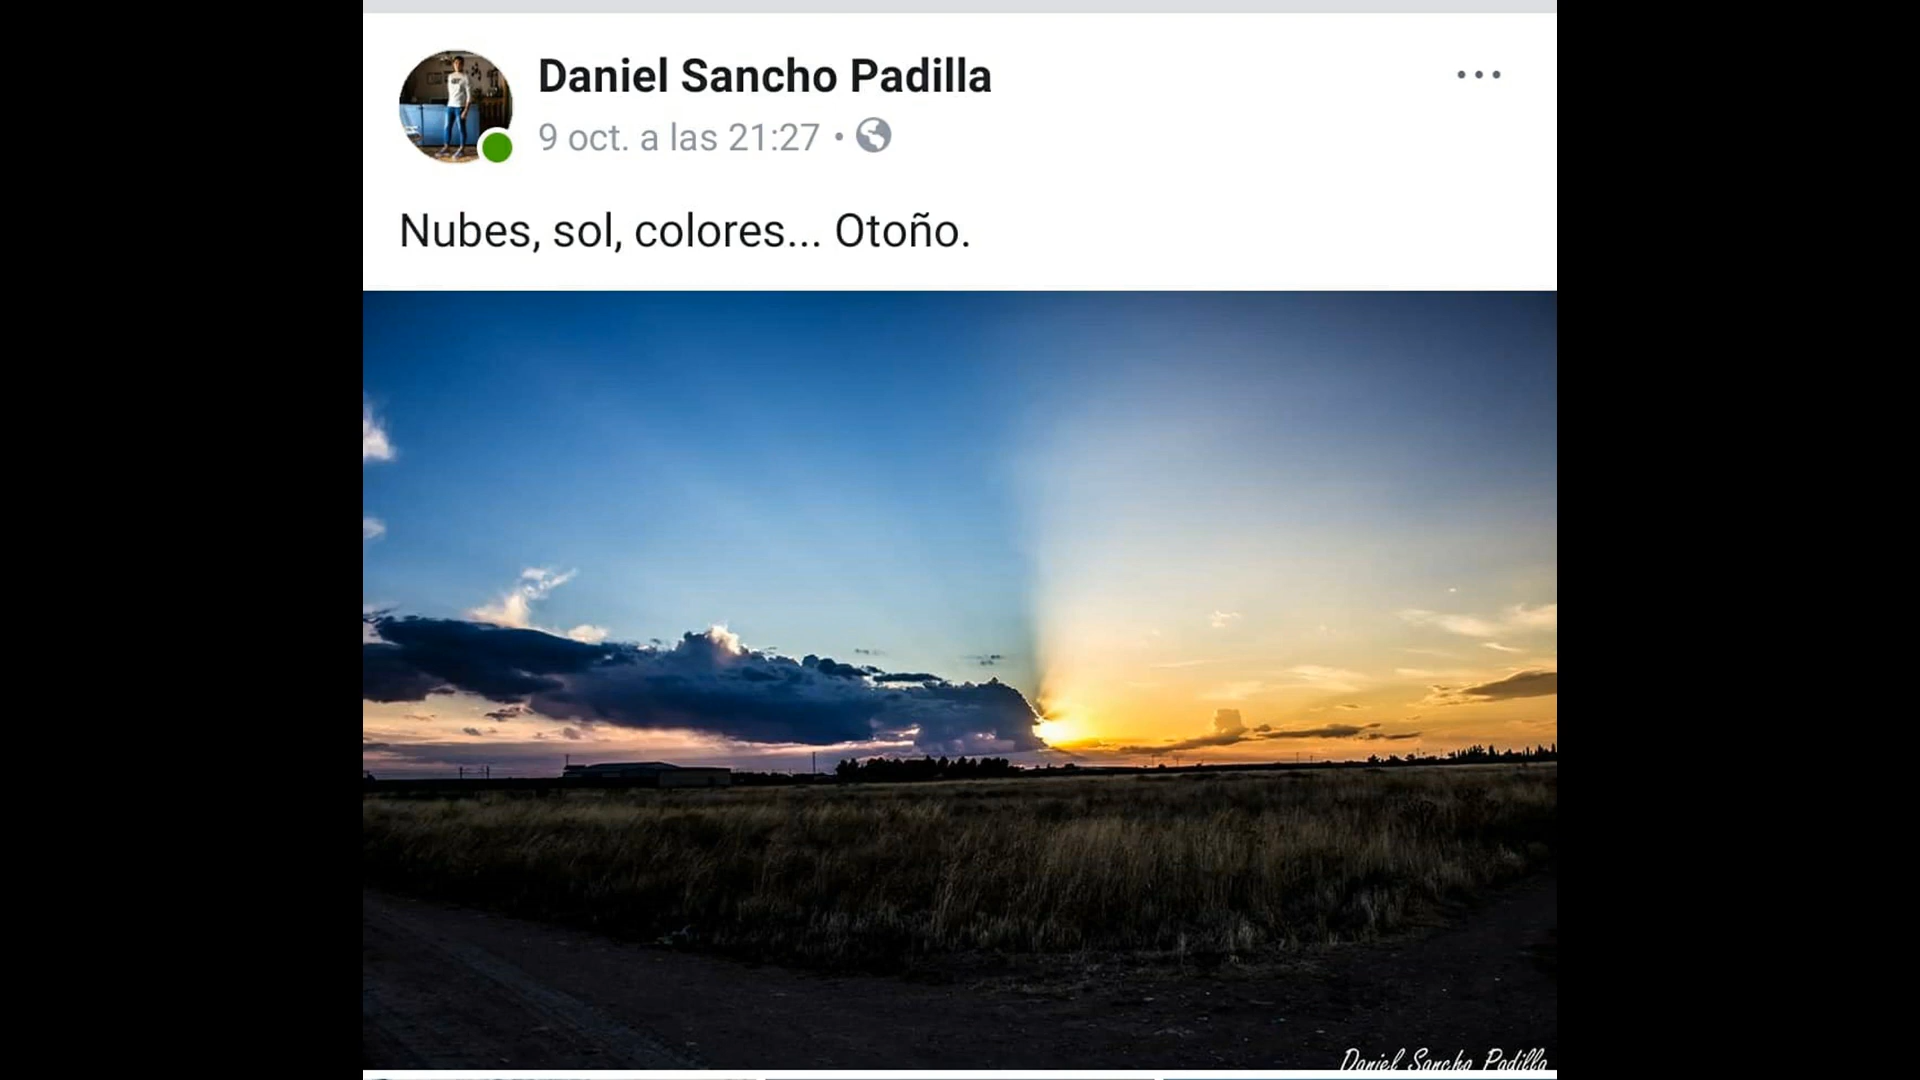 Daniel Sancho Padilla
9 oct. a las 21:27 •
Nubes, sol, colores... Otoño.
Daniel Sancho Padilla